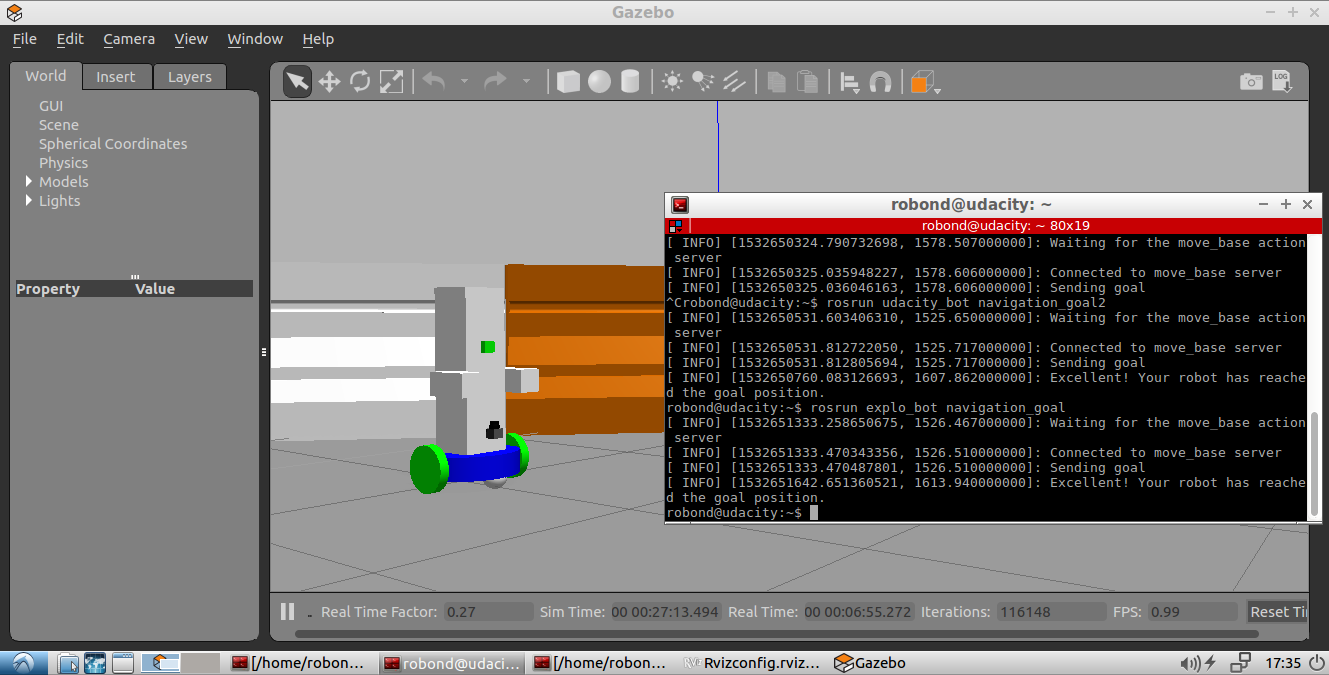 Gazebo
File Edit Camera View Window Help
World Insert Layers
GUI
Scene
Spherical Coordinates
Physics
Models
Lights
Property Value
LOG
robond@udacity: ~
robond@udacity: ~ 80x19
[ INFO] [1532650324.790732698, 1578.507000000]: Waiting for the move_base action
server
[ INFO] [1532650325.035948227, 1578.606000000]: Connected to move_base server
[ INFO] [1532650325.036046163, 1578.606000000]: Sending goal
^Crobond@udacity:~$ rosrun udacity_bot navigation_goal2
[ INFO] [1532650531.603406310, 1525.650000000]: Waiting for the move_base action
server
[ INFO] [1532650531.812722050, 1525.717000000]: Connected to move_base server
[ INFO] [1532650531.812805694, 1525.717000000]: Sending goal
[ INFO] [1532650760.083126693, 1607.862000000]: Excellent! Your robot has reache
d the goal position.
robond@udacity:~$ rosrun explo_bot navigation_goal
[ INFO] [1532651333.258650675, 1526.467000000]: Waiting for the move_base action
server
[ INFO] [1532651333.470343356, 1526.510000000]: Connected to move_base server
[ INFO] [1532651333.470487801, 1526.510000000]: Sending goal
[ INFO] [1532651642.651360521, 1613.940000000]: Excellent! Your robot has reache
d the goal position.
robond@udacity:~$
Real Time Factor: 0.27 Sim Time: 00 00:27:13.494 Real Time: 00 00:06:55.272 Iterations: 116148 FPS: 0.99 Reset Ti
[/home/robon... robond@udaci... [/home/robon... Rvizconfig.rviz... Gazebo 17:35